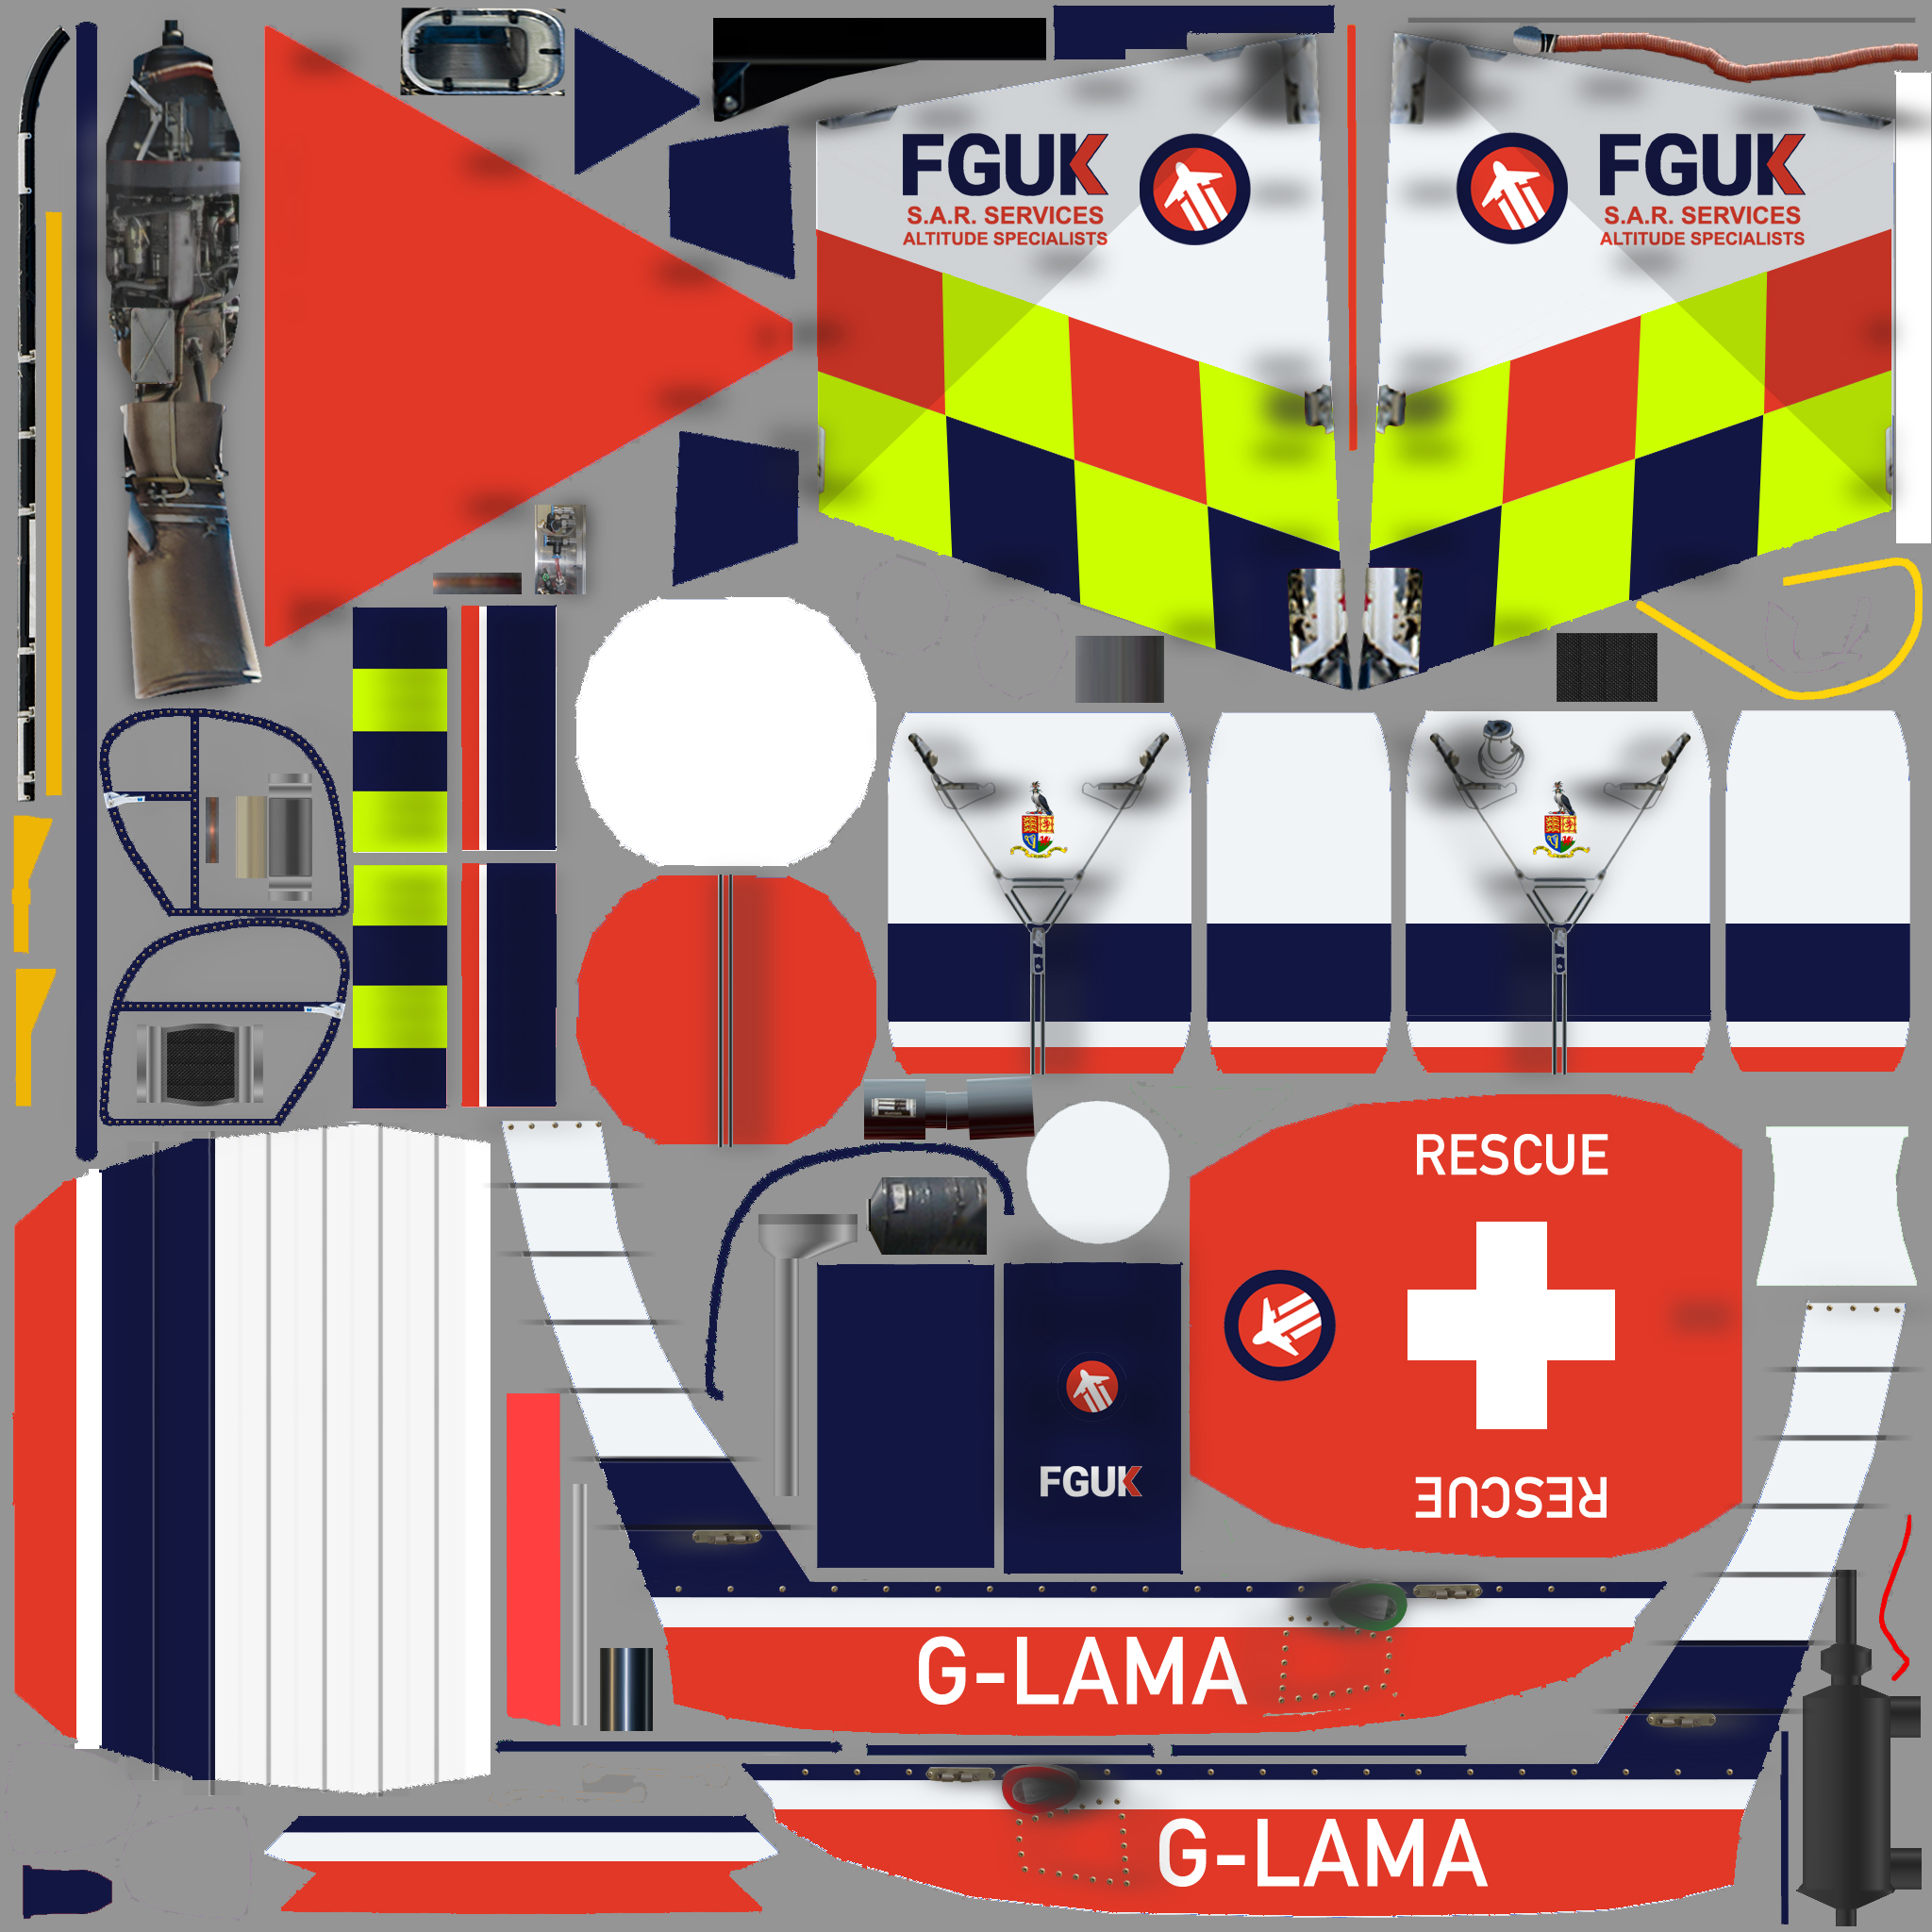 FGUK
S.A.R. SERVICES
ALTITUDE SPECIALISTS
FGUK
S.A.R. SERVICES
ALTITUDE SPECIALISTS
RESCUE
FGUK
RESCUE
G-LAMA
G-LAMA